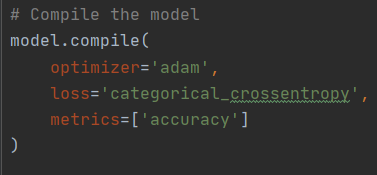 # Compile the model
model.compile(
    optimizer='adam',
    loss='categorical_crossentropy',
    metrics=['accuracy']
)